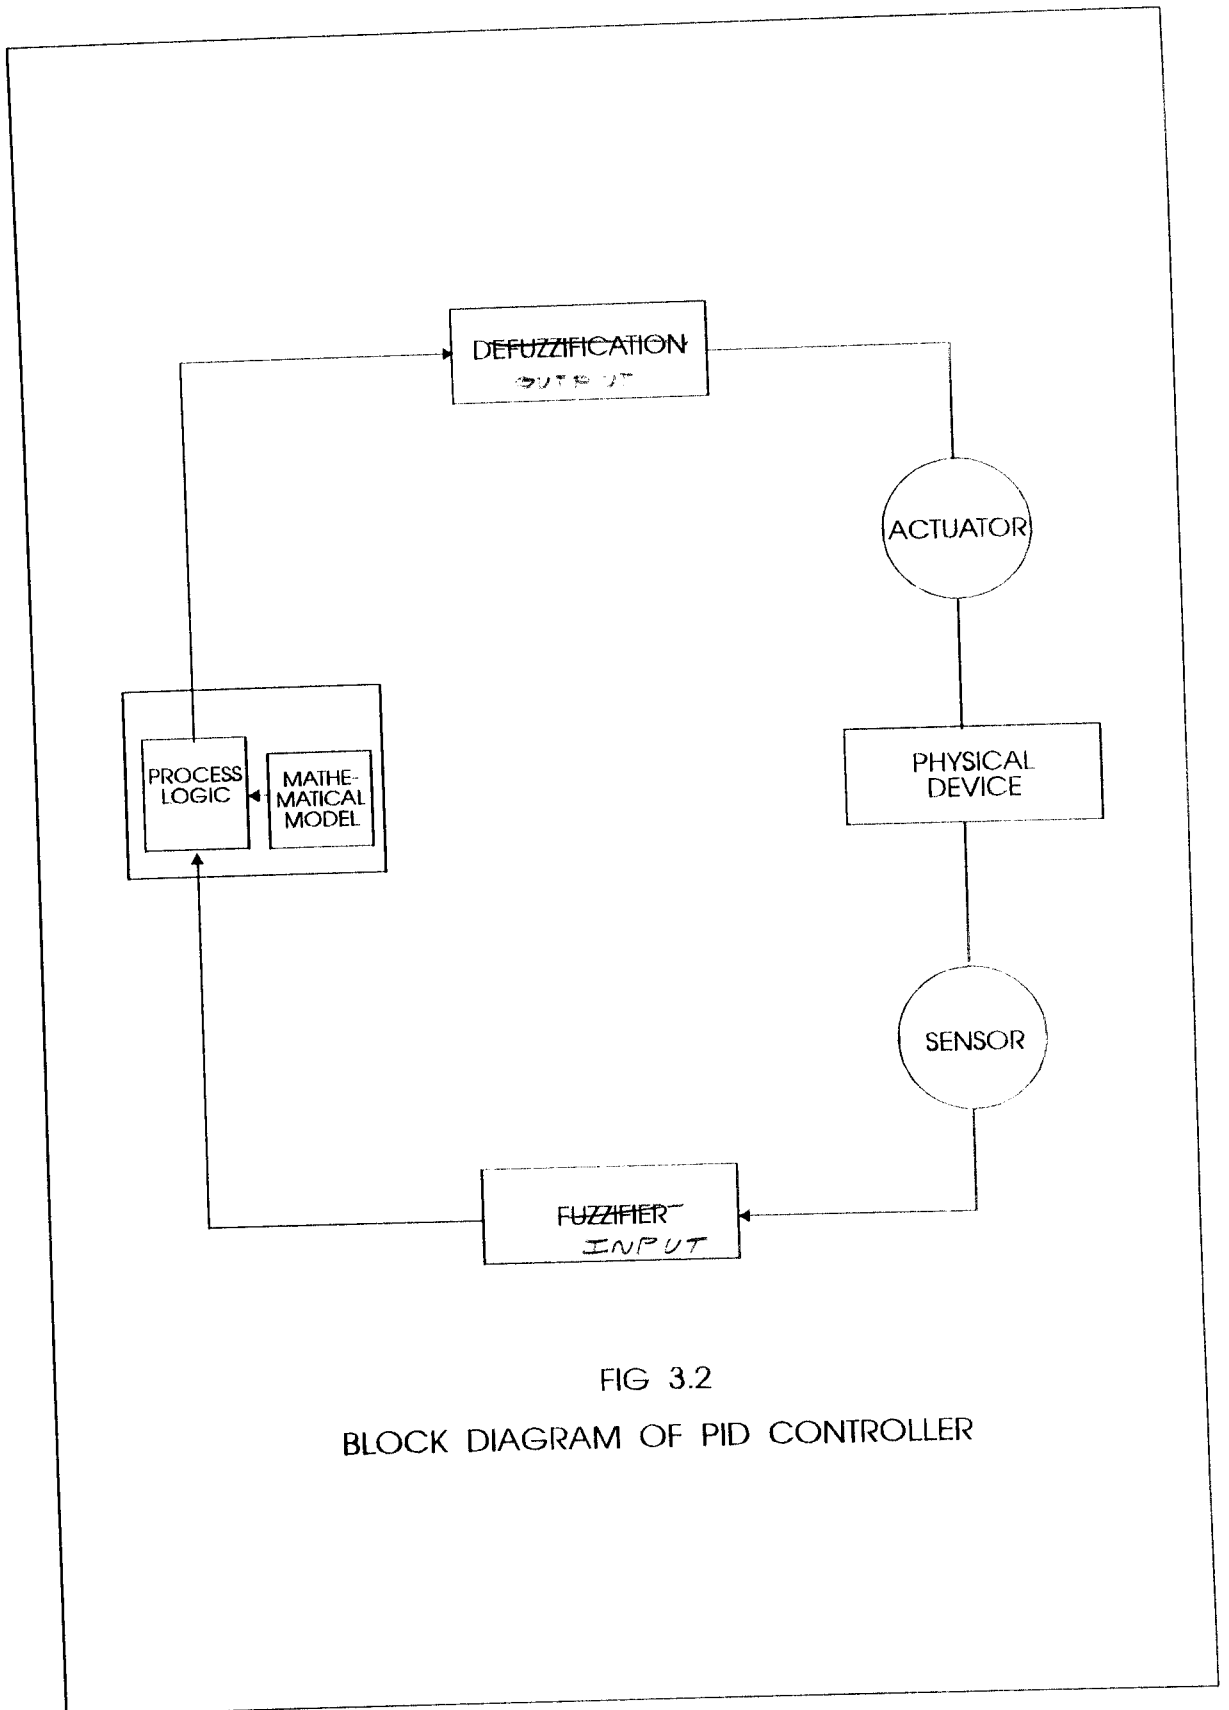 DEFUZZIFICATION
OUTPUT
ACTUATOR
PROCESS
LOGIC
MATHE-
MATICAL
MODEL
PHYSICAL
DEVICE
SENSOR
FUZZIFIER
INPUT
FIG 3.2
BLOCK DIAGRAM OF PID CONTROLLER